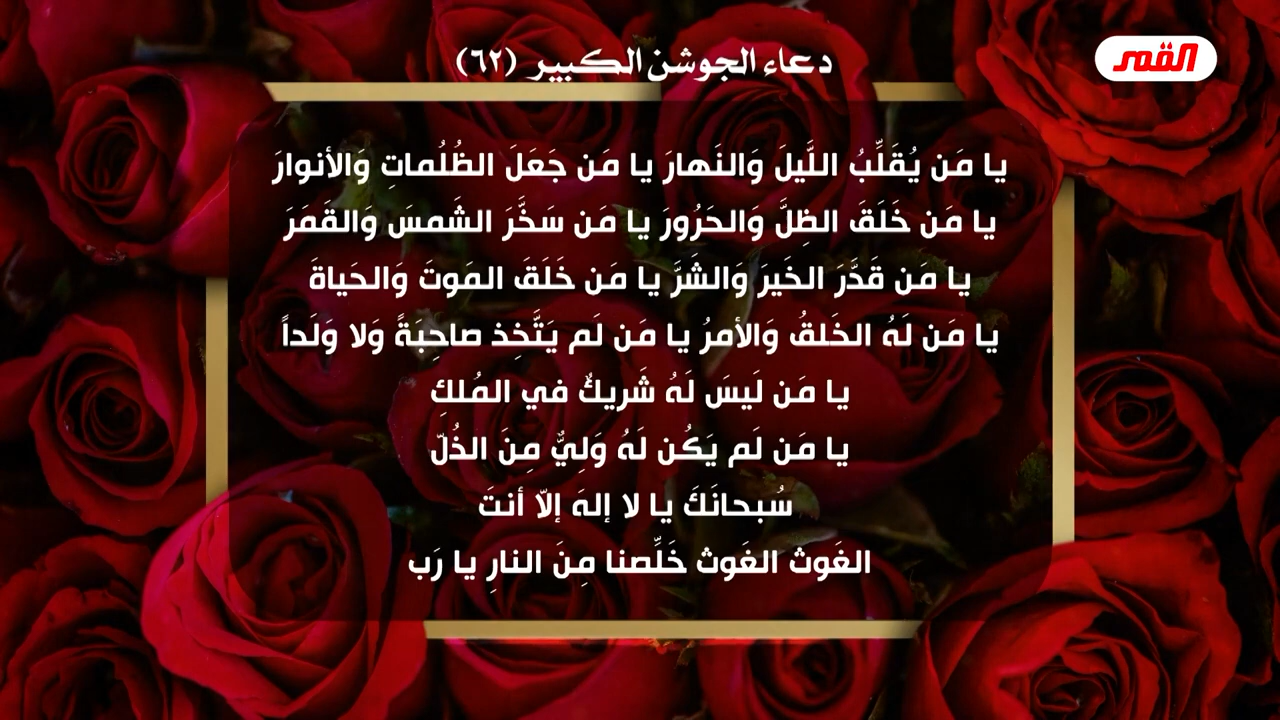 القمر
دعاء الجوشن الكبير (٦٢)
يا مَن يُقَلِّبُ اللَّيلَ وَالنَهارَ يا مَن جَعَلَ الظُلُماتِ وَالأنوارَ
يا مَن خَلَقَ الظِلَّ وَالحَرُورَ يا مَن سَخَّرَ الشَمسَ وَالقَمَرَ
يا مَن قَدَّرَ الخَيرَ وَالشَرَّ يا مَن خَلَقَ المَوتَ والحَياةَ
يا مَن لَهُ الخَلقُ وَالأمرُ يا مَن لَم يَتَّخِذ صاحِبَةً وَلا وَلَداً
يا مَن لَيسَ لَهُ شَريكٌ في المُلكِ
يا مَن لَم يَكُن لَهُ وَلِيٌّ مِنَ الذُلّ
سُبحانَكَ يا لا إلهَ إلاّ أنتَ
الغَوث الغَوث خَلِّصنا مِنَ النارِ يا رَب